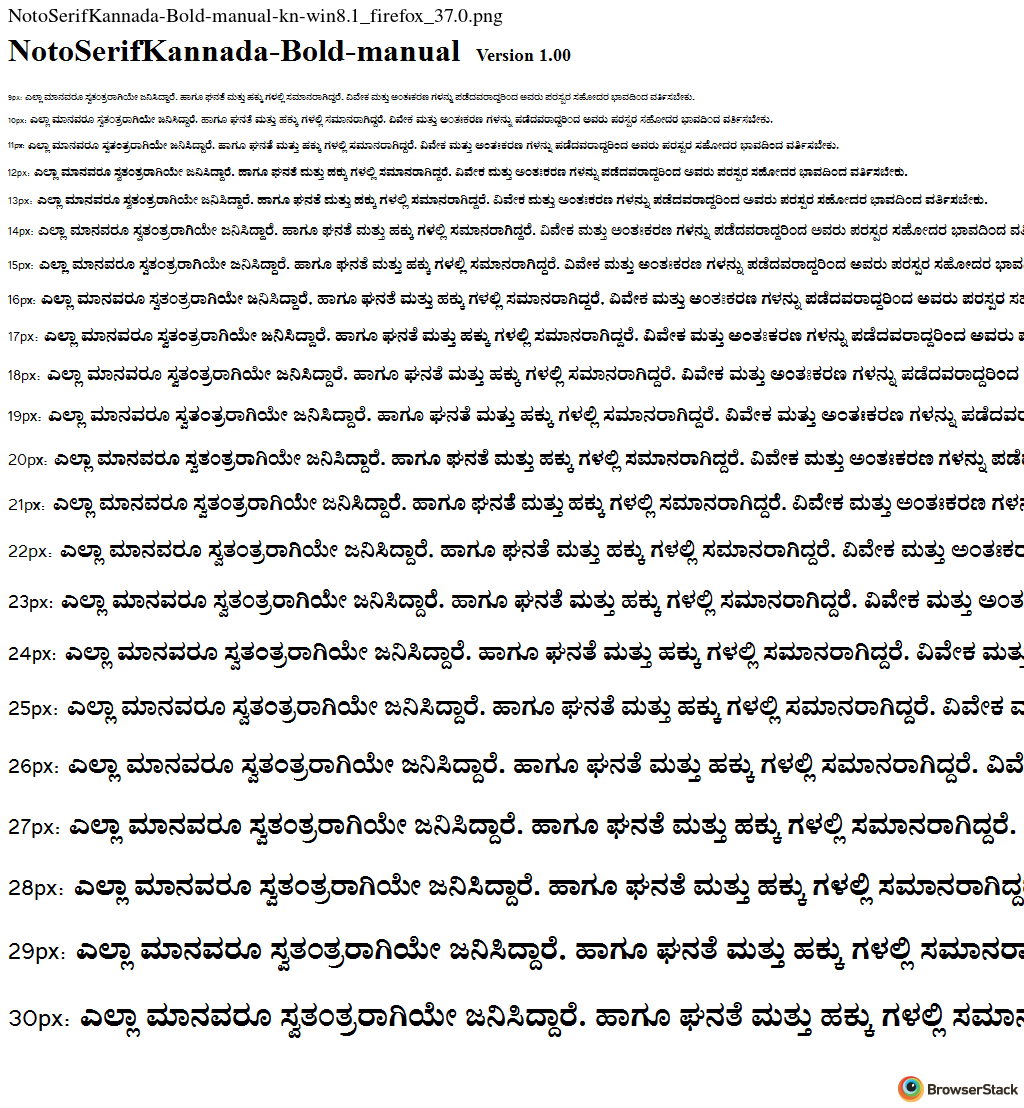 NotoSerifKannada-Bold-manual-kn-win8.1_firefox_37.0.png
NotoSerifKannada-Bold-manual Version 1.00
9px: ಎಲ್ಲಾ ಮಾನವರೂ ಸ್ವತಂತ್ರರಾಗಿಯೇ ಜನಿಸಿದ್ದಾರೆ. ಹಾಗೂ ಘನತೆ ಮತ್ತು ಹಕ್ಕು ಗಳಲ್ಲಿ ಸಮಾನರಾಗಿದ್ದರೆ. ವಿವೇಕ ಮತ್ತು ಅಂತಃಕರಣ ಗಳನ್ನು ಪಡೆದವರಾದ್ದರಿಂದ ಅವರು ಪರಸ್ಪರ ಸಹೋದರ ಭಾವದಿಂದ ವರ್ತಿಸಬೇಕು.
10px: ಎಲ್ಲಾ ಮಾನವರೂ ಸ್ವತಂತ್ರರಾಗಿಯೇ ಜನಿಸಿದ್ದಾರೆ. ಹಾಗೂ ಘನತೆ ಮತ್ತು ಹಕ್ಕು ಗಳಲ್ಲಿ ಸಮಾನರಾಗಿದ್ದರೆ. ವಿವೇಕ ಮತ್ತು ಅಂತಃಕರಣ ಗಳನ್ನು ಪಡೆದವರಾದ್ದರಿಂದ ಅವರು ಪರಸ್ಪರ ಸಹೋದರ ಭಾವದಿಂದ ವರ್ತಿಸಬೇಕು.
11px: ಎಲ್ಲಾ ಮಾನವರೂ ಸ್ವತಂತ್ರರಾಗಿಯೇ ಜನಿಸಿದ್ದಾರೆ. ಹಾಗೂ ಘನತೆ ಮತ್ತು ಹಕ್ಕು ಗಳಲ್ಲಿ ಸಮಾನರಾಗಿದ್ದರೆ. ವಿವೇಕ ಮತ್ತು ಅಂತಃಕರಣ ಗಳನ್ನು ಪಡೆದವರಾದ್ದರಿಂದ ಅವರು ಪರಸ್ಪರ ಸಹೋದರ ಭಾವದಿಂದ ವರ್ತಿಸಬೇಕು.
12px: ಎಲ್ಲಾ ಮಾನವರೂ ಸ್ವತಂತ್ರರಾಗಿಯೇ ಜನಿಸಿದ್ದಾರೆ. ಹಾಗೂ ಘನತೆ ಮತ್ತು ಹಕ್ಕು ಗಳಲ್ಲಿ ಸಮಾನರಾಗಿದ್ದರೆ. ವಿವೇಕ ಮತ್ತು ಅಂತಃಕರಣ ಗಳನ್ನು ಪಡೆದವರಾದ್ದರಿಂದ ಅವರು ಪರಸ್ಪರ ಸಹೋದರ ಭಾವದಿಂದ ವರ್ತಿಸಬೇಕು.
13px: ಎಲ್ಲಾ ಮಾನವರೂ ಸ್ವತಂತ್ರರಾಗಿಯೇ ಜನಿಸಿದ್ದಾರೆ. ಹಾಗೂ ಘನತೆ ಮತ್ತು ಹಕ್ಕು ಗಳಲ್ಲಿ ಸಮಾನರಾಗಿದ್ದರೆ. ವಿವೇಕ ಮತ್ತು ಅಂತಃಕರಣ ಗಳನ್ನು ಪಡೆದವರಾದ್ದರಿಂದ ಅವರು ಪರಸ್ಪರ ಸಹೋದರ ಭಾವದಿಂದ ವರ್ತಿಸಬೇಕು.
14px: ಎಲ್ಲಾ ಮಾನವರೂ ಸ್ವತಂತ್ರರಾಗಿಯೇ ಜನಿಸಿದ್ದಾರೆ. ಹಾಗೂ ಘನತೆ ಮತ್ತು ಹಕ್ಕು ಗಳಲ್ಲಿ ಸಮಾನರಾಗಿದ್ದರೆ. ವಿವೇಕ ಮತ್ತು ಅಂತಃಕರಣ ಗಳನ್ನು ಪಡೆದವರಾದ್ದರಿಂದ ಅವರು ಪರಸ್ಪರ ಸಹೋದರ ಭಾವದಿಂದ
15px: ಎಲ್ಲಾ ಮಾನವರೂ ಸ್ವತಂತ್ರರಾಗಿಯೇ ಜನಿಸಿದ್ದಾರೆ. ಹಾಗೂ ಘನತೆ ಮತ್ತು ಹಕ್ಕು ಗಳಲ್ಲಿ ಸಮಾನರಾಗಿದ್ದರೆ. ವಿವೇಕ ಮತ್ತು ಅಂತಃಕರಣ ಗಳನ್ನು ಪಡೆದವರಾದ್ದರಿಂದ ಅವರು ಪರಸ್ಪರ ಸಹೋದರ ಭಾವ
16px: ಎಲ್ಲಾ ಮಾನವರೂ ಸ್ವತಂತ್ರರಾಗಿಯೇ ಜನಿಸಿದ್ದಾರೆ. ಹಾಗೂ ಘನತೆ ಮತ್ತು ಹಕ್ಕು ಗಳಲ್ಲಿ ಸಮಾನರಾಗಿದ್ದರೆ. ವಿವೇಕ ಮತ್ತು ಅಂತಃಕರಣ ಗಳನ್ನು ಪಡೆದವರಾದ್ದರಿಂದ ಅವರು ಪರಸ್ಪರ
17px: ಎಲ್ಲಾ ಮಾನವರೂ ಸ್ವತಂತ್ರರಾಗಿಯೇ ಜನಿಸಿದ್ದಾರೆ. ಹಾಗೂ ಘನತೆ ಮತ್ತು ಹಕ್ಕು ಗಳಲ್ಲಿ ಸಮಾನರಾಗಿದ್ದರೆ. ವಿವೇಕ ಮತ್ತು ಅಂತಃಕರಣ ಗಳನ್ನು ಪಡೆದವರಾದ್ದರಿಂದ ಅವರು
18px: ಎಲ್ಲಾ ಮಾನವರೂ ಸ್ವತಂತ್ರರಾಗಿಯೇ ಜನಿಸಿದ್ದಾರೆ. ಹಾಗೂ ಘನತೆ ಮತ್ತು ಹಕ್ಕು ಗಳಲ್ಲಿ ಸಮಾನರಾಗಿದ್ದರೆ. ವಿವೇಕ ಮತ್ತು ಅಂತಃಕರಣ ಗಳನ್ನು ಪಡೆದವರಾದ್ದರಿಂದ
19px: ಎಲ್ಲಾ ಮಾನವರೂ ಸ್ವತಂತ್ರರಾಗಿಯೇ ಜನಿಸಿದ್ದಾರೆ. ಹಾಗೂ ಘನತೆ ಮತ್ತು ಹಕ್ಕು ಗಳಲ್ಲಿ ಸಮಾನರಾಗಿದ್ದರೆ. ವಿವೇಕ ಮತ್ತು ಅಂತಃಕರಣ ಗಳನ್ನು ಪಡೆದವರ
20px: ಎಲ್ಲಾ ಮಾನವರೂ ಸ್ವತಂತ್ರರಾಗಿಯೇ ಜನಿಸಿದ್ದಾರೆ. ಹಾಗೂ ಘನತೆ ಮತ್ತು ಹಕ್ಕು ಗಳಲ್ಲಿ ಸಮಾನರಾಗಿದ್ದರೆ. ವಿವೇಕ ಮತ್ತು ಅಂತಃಕರಣ ಗಳನ್ನು ಪಡೆ
21px: ಎಲ್ಲಾ ಮಾನವರೂ ಸ್ವತಂತ್ರರಾಗಿಯೇ ಜನಿಸಿದ್ದಾರೆ. ಹಾಗೂ ಘನತೆ ಮತ್ತು ಹಕ್ಕು ಗಳಲ್ಲಿ ಸಮಾನರಾಗಿದ್ದರೆ. ವಿವೇಕ ಮತ್ತು ಅಂತಃಕರಣ ಗಳನ
22px: ಎಲ್ಲಾ ಮಾನವರೂ ಸ್ವತಂತ್ರರಾಗಿಯೇ ಜನಿಸಿದ್ದಾರೆ. ಹಾಗೂ ಘನತೆ ಮತ್ತು ಹಕ್ಕು ಗಳಲ್ಲಿ ಸಮಾನರಾಗಿದ್ದರೆ. ವಿವೇಕ ಮತ್ತು ಅಂತಃಕರ
23px: ಎಲ್ಲಾ ಮಾನವರೂ ಸ್ವತಂತ್ರರಾಗಿಯೇ ಜನಿಸಿದ್ದಾರೆ. ಹಾಗೂ ಘನತೆ ಮತ್ತು ಹಕ್ಕು ಗಳಲ್ಲಿ ಸಮಾನರಾಗಿದ್ದರೆ. ವಿವೇಕ ಮತ್ತು ಅಂತ
24px: ಎಲ್ಲಾ ಮಾನವರೂ ಸ್ವತಂತ್ರರಾಗಿಯೇ ಜನಿಸಿದ್ದಾರೆ. ಹಾಗೂ ಘನತೆ ಮತ್ತು ಹಕ್ಕು ಗಳಲ್ಲಿ ಸಮಾನರಾಗಿದ್ದರೆ. ವಿವೇಕ ಮತ್ತು
25px: ಎಲ್ಲಾ ಮಾನವರೂ ಸ್ವತಂತ್ರರಾಗಿಯೇ ಜನಿಸಿದ್ದಾರೆ. ಹಾಗೂ ಘನತೆ ಮತ್ತು ಹಕ್ಕು ಗಳಲ್ಲಿ ಸಮಾನರಾಗಿದ್ದರೆ. ವಿವೇಕ
26px: ಎಲ್ಲಾ ಮಾನವರೂ ಸ್ವತಂತ್ರರಾಗಿಯೇ ಜನಿಸಿದ್ದಾರೆ. ಹಾಗೂ ಘನತೆ ಮತ್ತು ಹಕ್ಕು ಗಳಲ್ಲಿ ಸಮಾನರಾಗಿದ್ದರೆ. ವಿವೇ
27px: ಎಲ್ಲಾ ಮಾನವರೂ ಸ್ವತಂತ್ರರಾಗಿಯೇ ಜನಿಸಿದ್ದಾರೆ. ಹಾಗೂ ಘನತೆ ಮತ್ತು ಹಕ್ಕು ಗಳಲ್ಲಿ ಸಮಾನರಾಗಿದ್ದರೆ.
28px: ಎಲ್ಲಾ ಮಾನವರೂ ಸ್ವತಂತ್ರರಾಗಿಯೇ ಜನಿಸಿದ್ದಾರೆ. ಹಾಗೂ ಘನತೆ ಮತ್ತು ಹಕ್ಕು ಗಳಲ್ಲಿ ಸಮಾನರಾಗಿದ್ದ
29px: ಎಲ್ಲಾ ಮಾನವರೂ ಸ್ವತಂತ್ರರಾಗಿಯೇ ಜನಿಸಿದ್ದಾರೆ. ಹಾಗೂ ಘನತೆ ಮತ್ತು ಹಕ್ಕು ಗಳಲ್ಲಿ ಸಮಾನರಾ
30px: ಎಲ್ಲಾ ಮಾನವರೂ ಸ್ವತಂತ್ರರಾಗಿಯೇ ಜನಿಸಿದ್ದಾರೆ. ಹಾಗೂ ಘನತೆ ಮತ್ತು ಹಕ್ಕು ಗಳಲ್ಲಿ ಸಮಾನ
BrowserStack